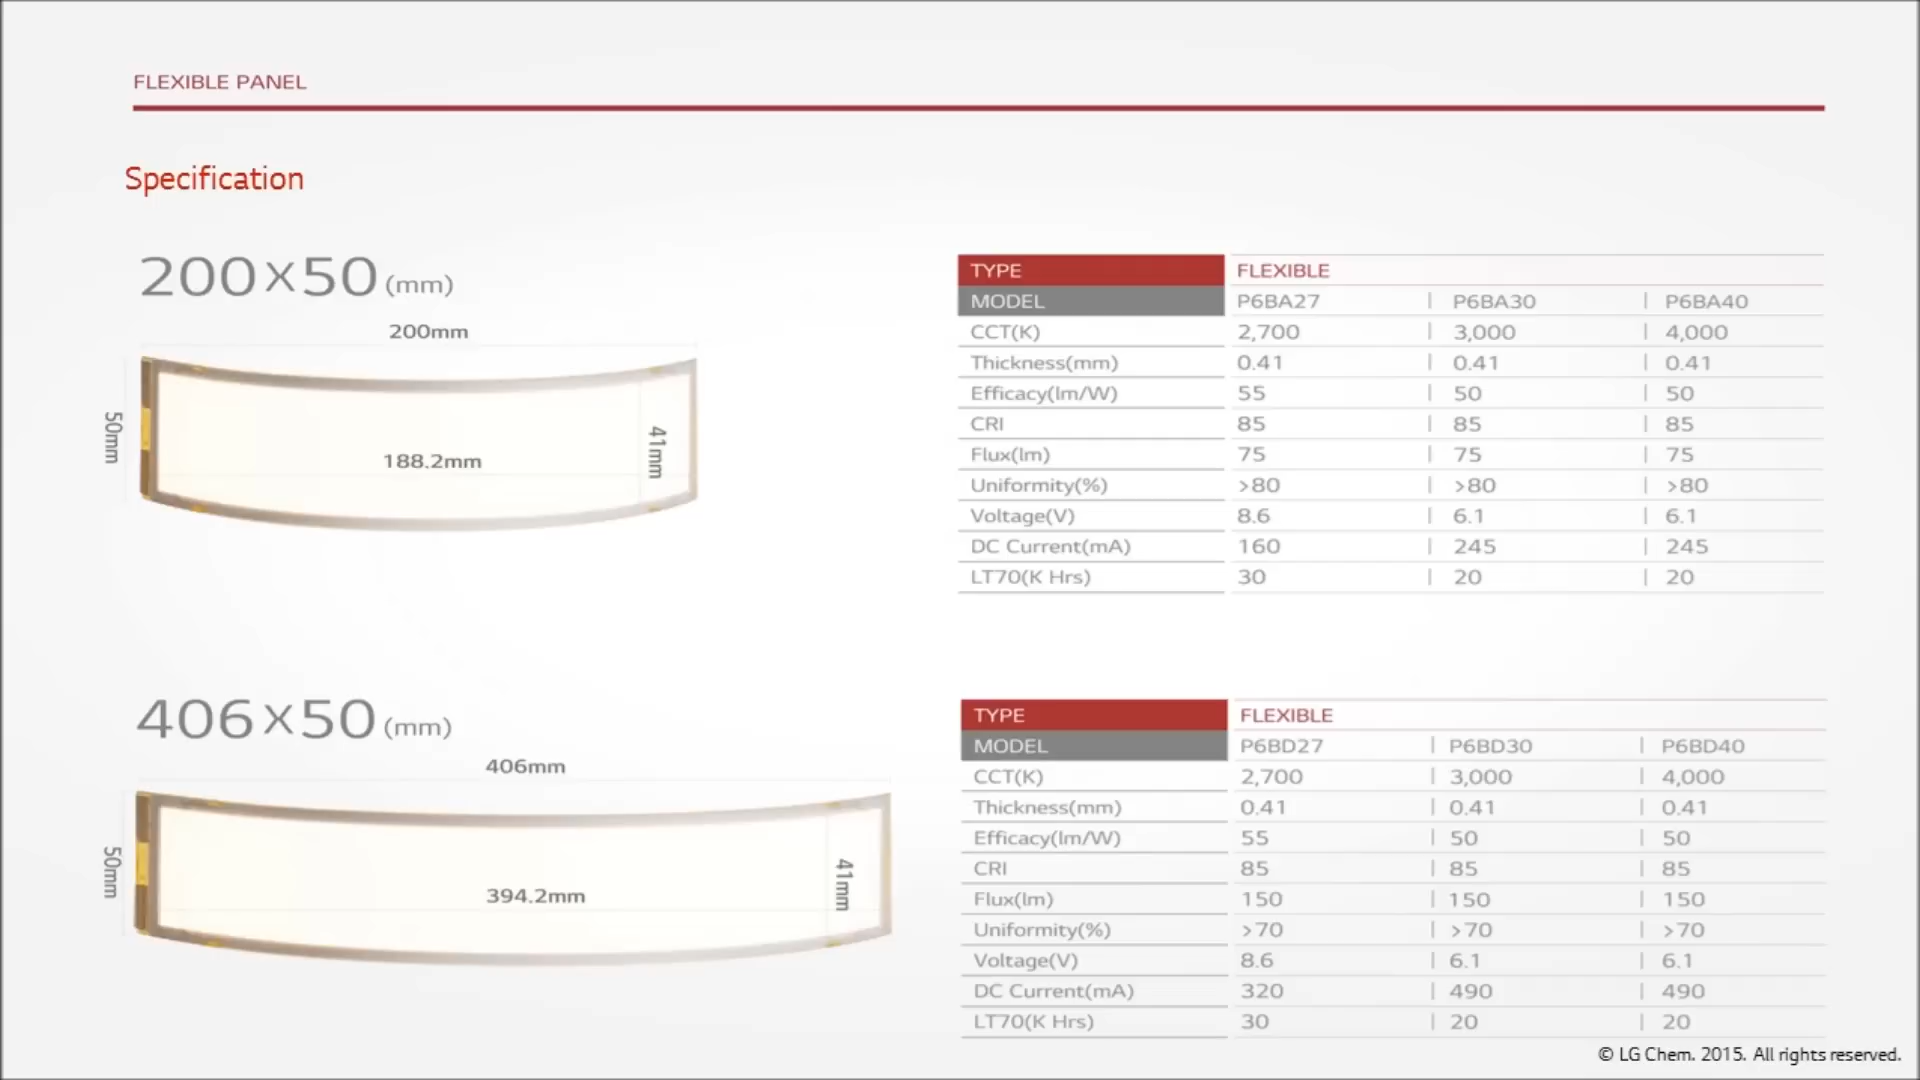 FLEXIBLE PANEL
Specification
200X50(mm)
200mm
50mm
188.2mm
41mm
TYPE FLEXIBLE
MODEL P6BA27 | P6BA30 | P6BA40
CCT(K) 2,700 | 3,000 | 4,000
Thickness(mm) 0.41 | 0.41 | 0.41
Efficacy(lm/W) 55 | 50 | 50
CRI 85 | 85 | 85
Flux(lm) 75 | 75 | 75
Uniformity(%) >80 | >80 | >80
Voltage(V) 8.6 | 6.1 | 6.1
DC Current(mA) 160 | 245 | 245
LT70(K Hrs) 30 | 20 | 20
406X50(mm)
406mm
50mm
394.2mm
41mm
TYPE FLEXIBLE
MODEL P6BD27 | P6BD30 | P6BD40
CCT(K) 2,700 | 3,000 | 4,000
Thickness(mm) 0.41 | 0.41 | 0.41
Efficacy(lm/W) 55 | 50 | 50
CRI 85 | 85 | 85
Flux(lm) 150 | 150 | 150
Uniformity(%) >70 | >70 | >70
Voltage(V) 8.6 | 6.1 | 6.1
DC Current(mA) 320 | 490 | 490
LT70(K Hrs) 30 | 20 | 20
© LG Chem. 2015. All rights reserved.